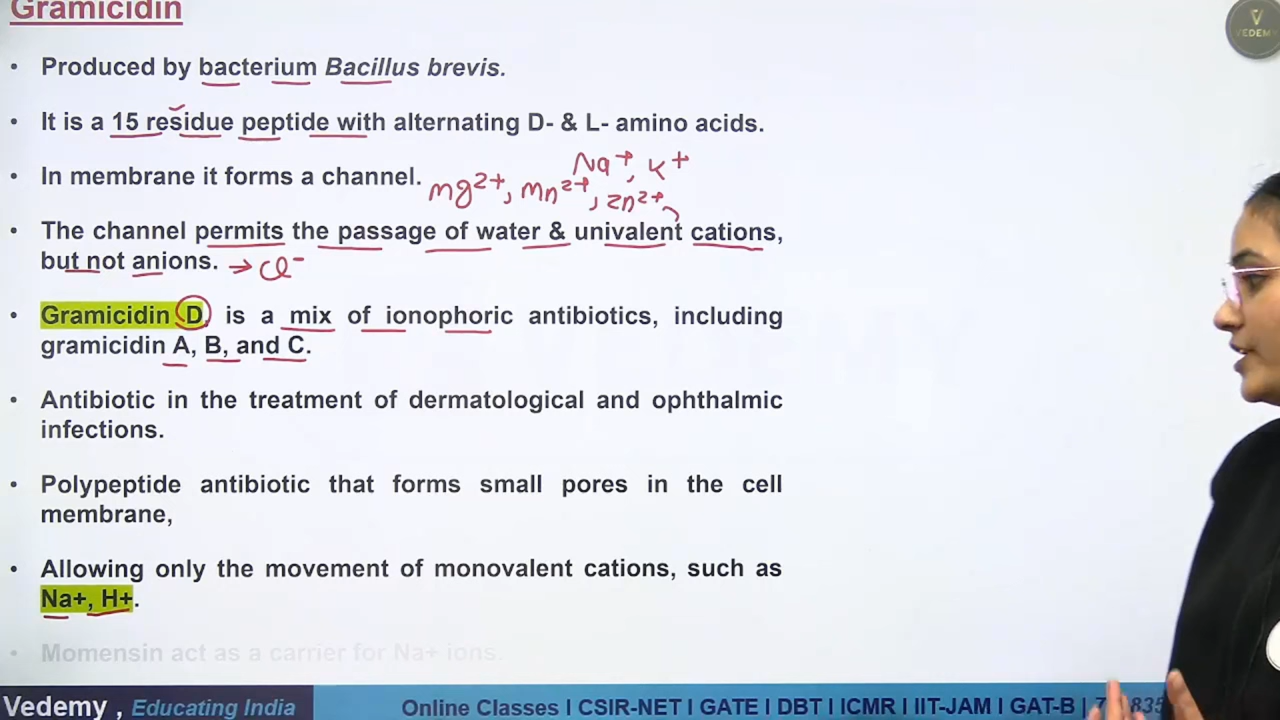 Gramicidin
VEDEMY
• Produced by bacterium Bacillus brevis.
• It is a 15 residue peptide with alternating D- & L- amino acids.
Na+, K+
• In membrane it forms a channel.
mg2+, mn2+, zn2+
• The channel permits the passage of water & univalent cations,
but not anions. → Cl-
• Gramicidin D, is a mix of ionophoric antibiotics, including
gramicidin A, B, and C.
• Antibiotic in the treatment of dermatological and ophthalmic
infections.
• Polypeptide antibiotic that forms small pores in the cell
membrane,
• Allowing only the movement of monovalent cations, such as
Na+, H+.
• Momensin act as a carrier for Na+ ions.
Vedemy , Educating India
Online Classes I CSIR-NET I GATE I DBT I ICMR I IIT-JAM I GAT-B I